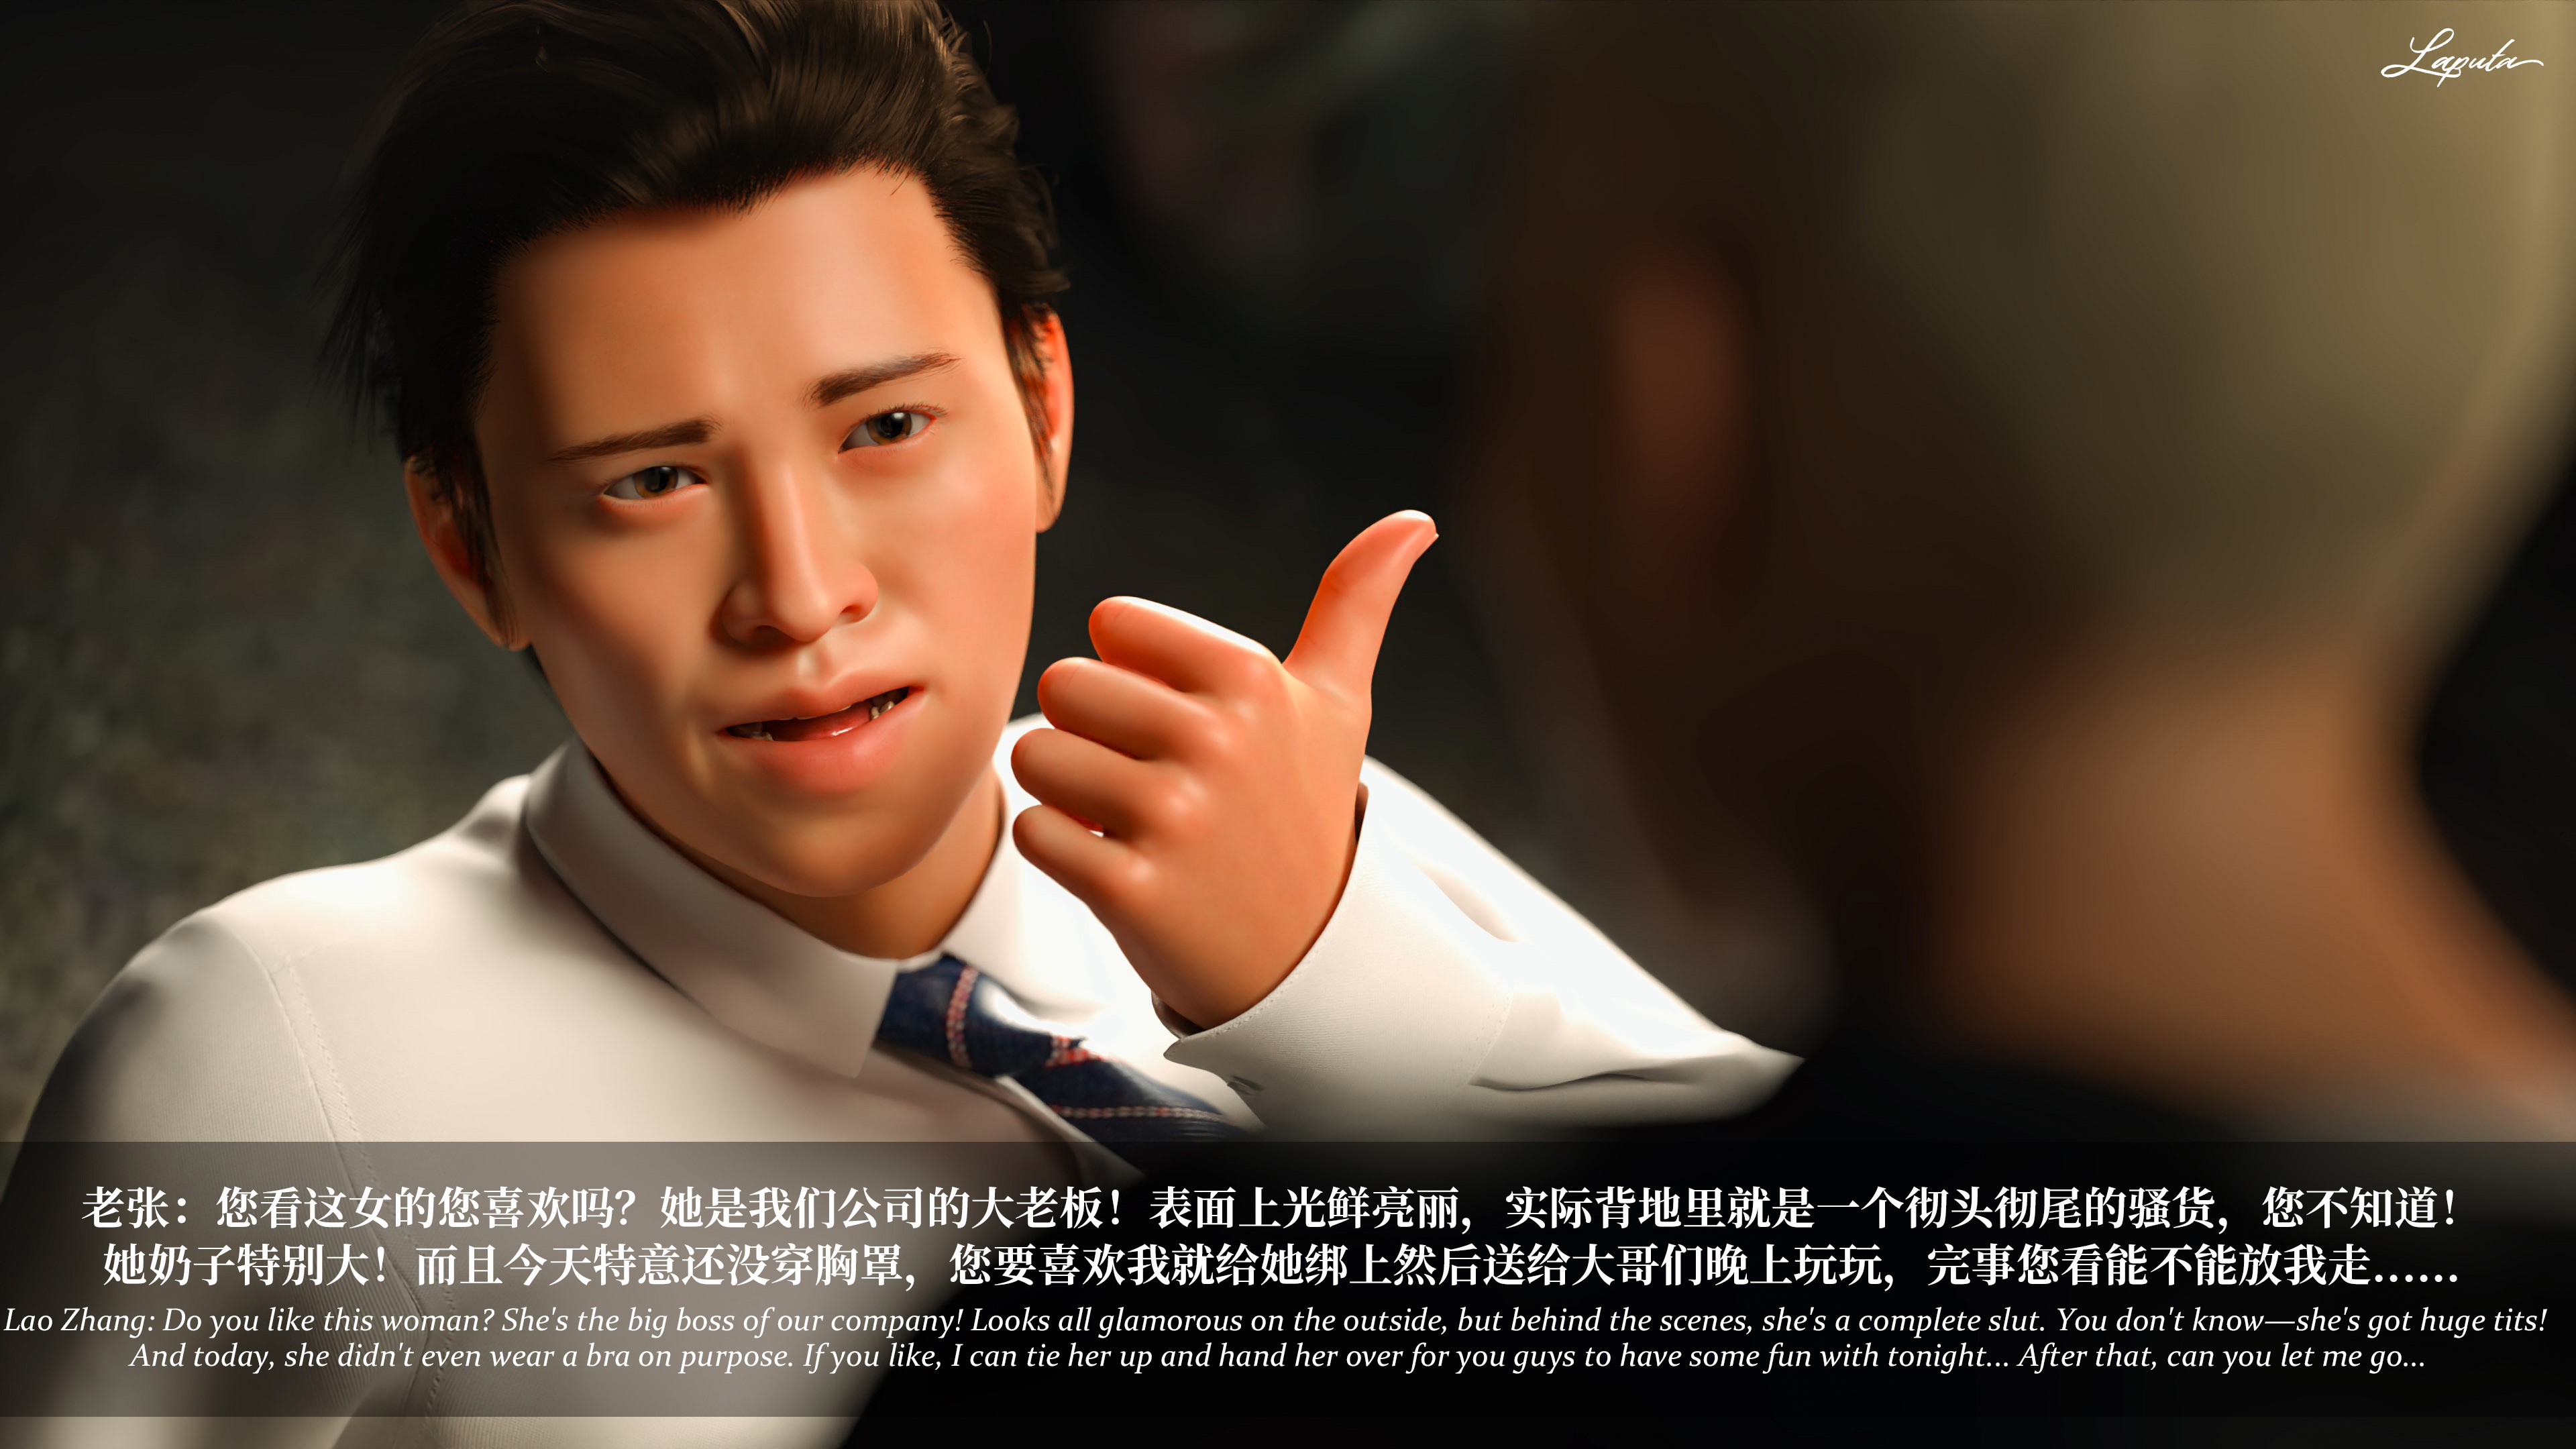 Laputa
老张：您看这女的您喜欢吗？她是我们公司的大老板！表面上光鲜亮丽，实际背地里就是一个彻头彻尾的骚货，您不知道！
她奶子特别大！而且今天特意还没穿胸罩，您要喜欢我就给她绑上然后送给大哥们晚上玩玩，完事您看能不能放我走……
Lao Zhang: Do you like this woman? She's the big boss of our company! Looks all glamorous on the outside, but behind the scenes, she's a complete slut. You don't know—she's got huge tits!
And today, she didn't even wear a bra on purpose. If you like, I can tie her up and hand her over for you guys to have some fun with tonight... After that, can you let me go...